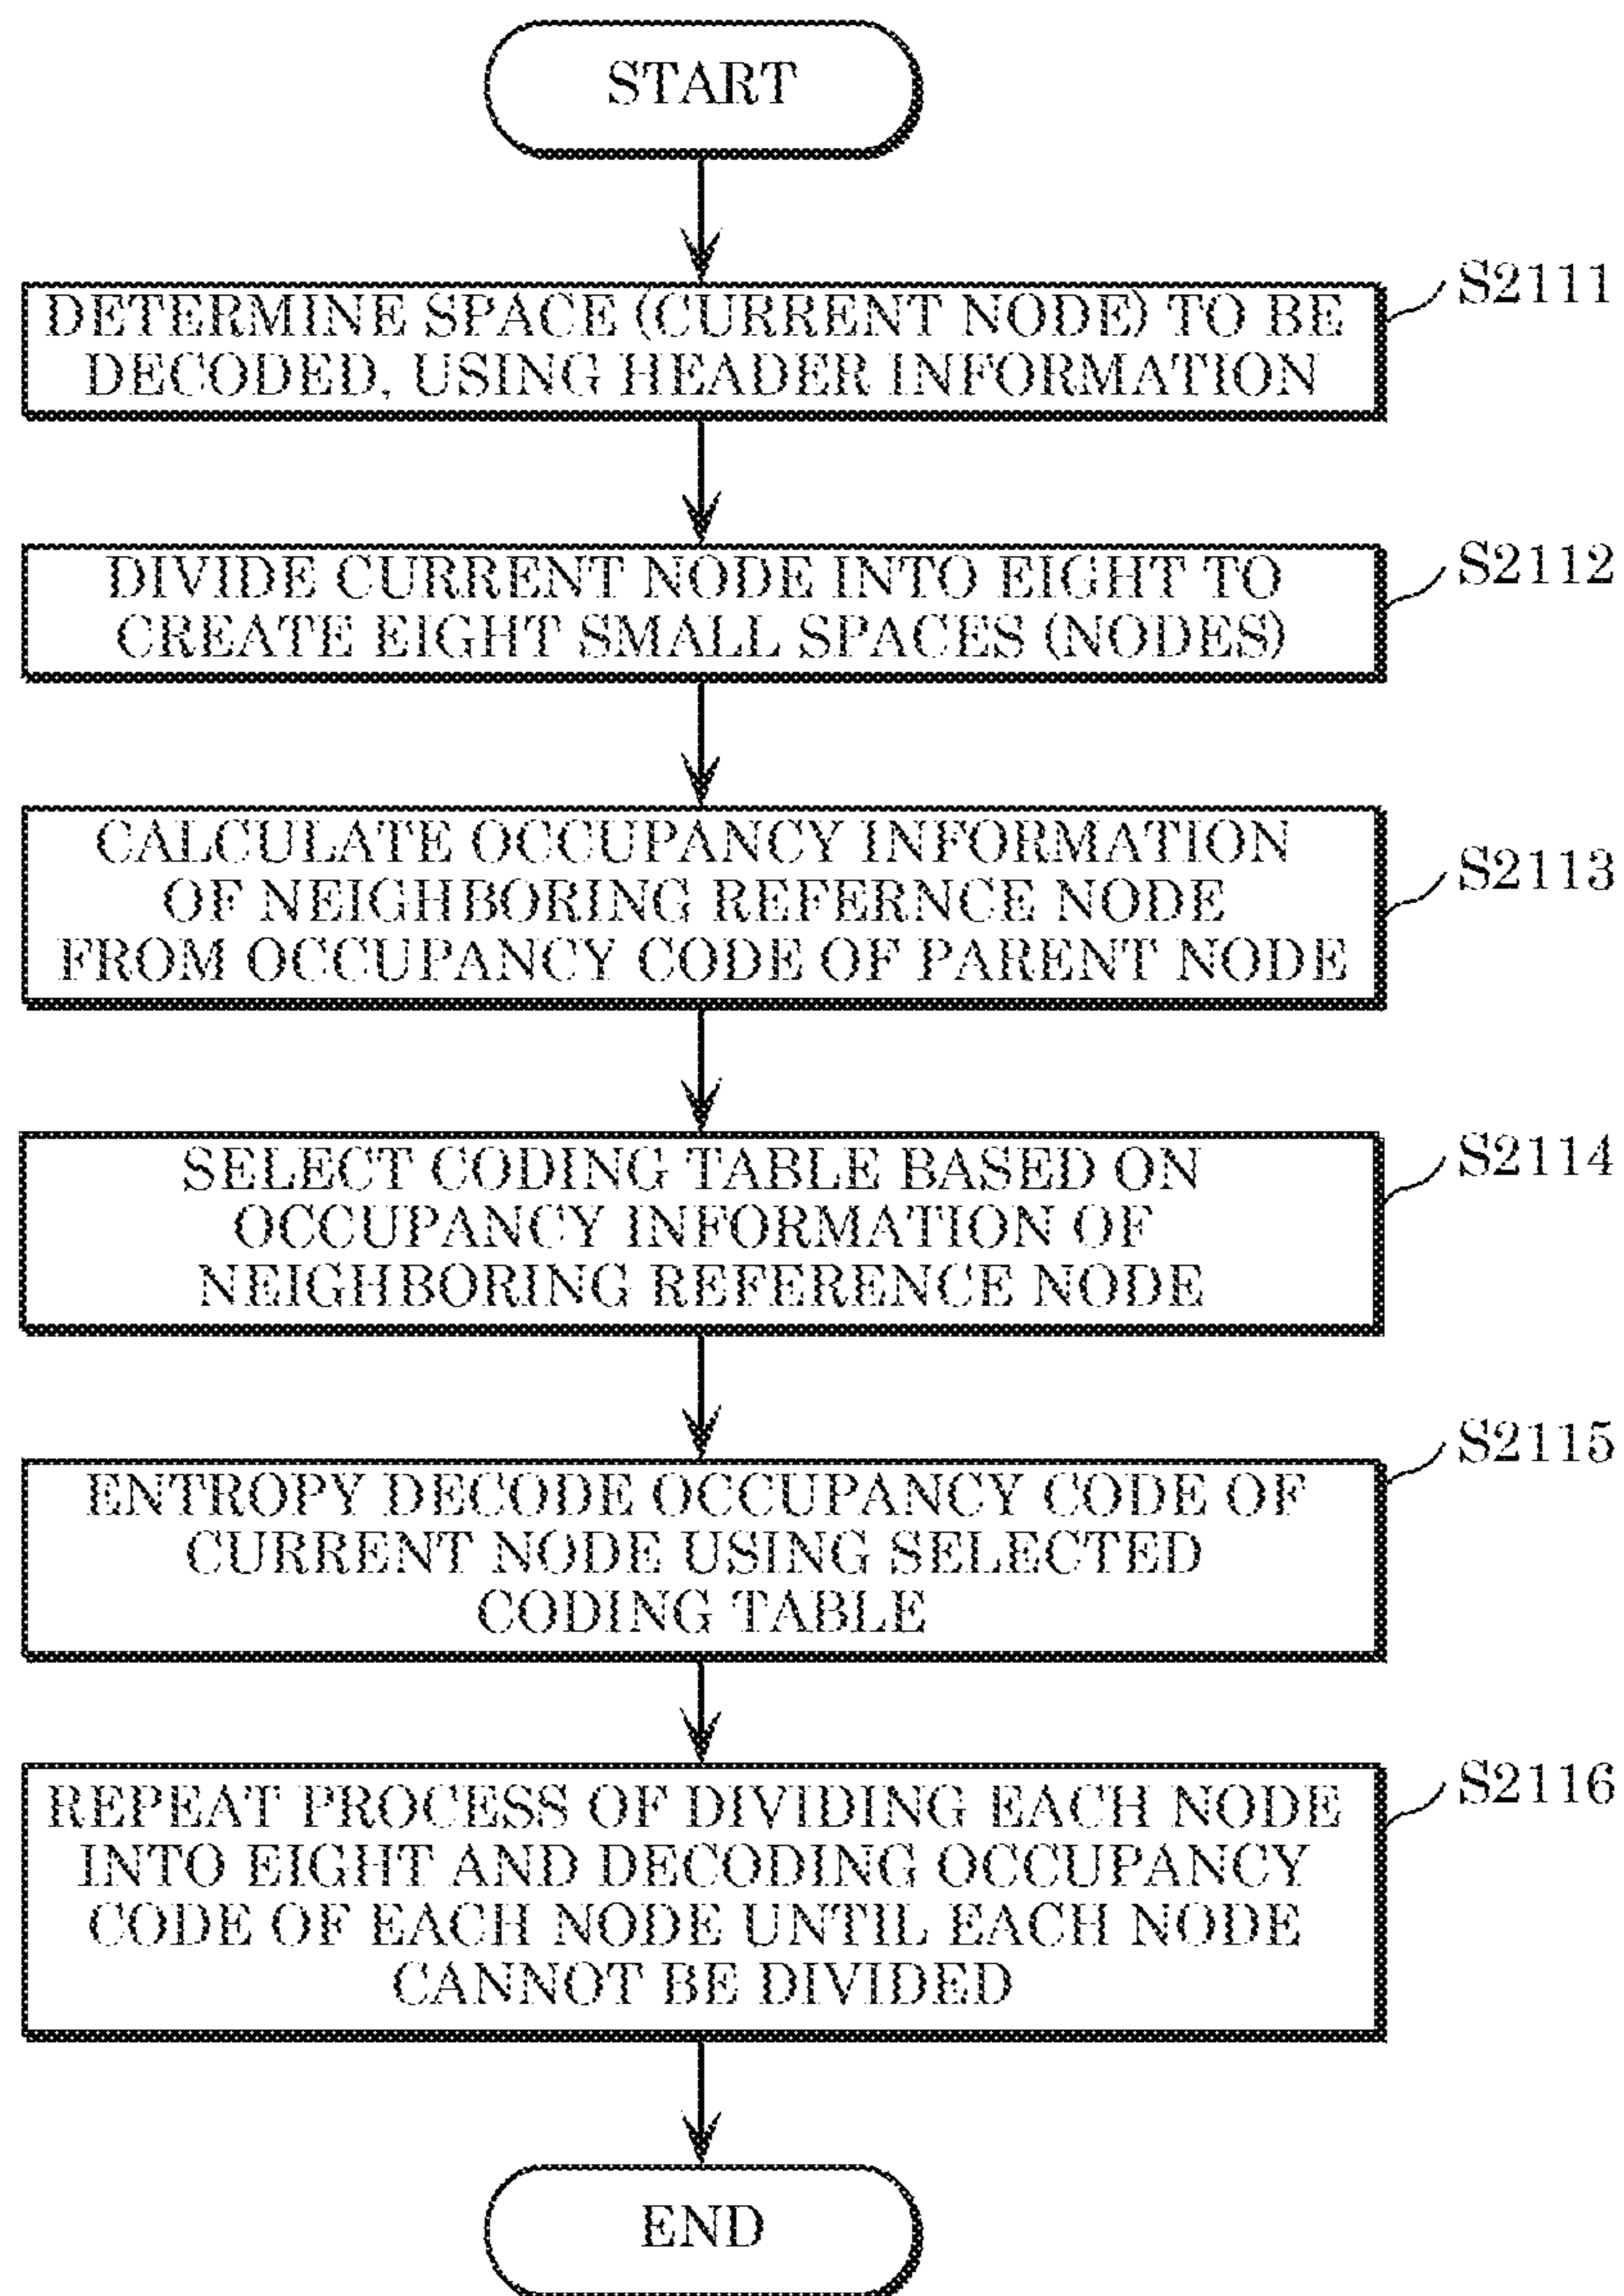 START
DETERMINE SPACE (CURRENT NODE) TO BE
DECODED, USING HEADER INFORMATION
S2111
DIVIDE CURRENT NODE INTO EIGHT TO
CREATE EIGHT SMALL SPACES (NODES)
S2112
CALCULATE OCCUPANCY INFORMATION
OF NEIGHBORING REFERNCE NODE
FROM OCCUPANCY CODE OF PARENT NODE
S2113
SELECT CODING TABLE BASED ON
OCCUPANCY INFORMATION OF
NEIGHBORING REFERENCE NODE
S2114
ENTROPY DECODE OCCUPANCY CODE OF
CURRENT NODE USING SELECTED
CODING TABLE
S2115
REPEAT PROCESS OF DIVIDING EACH NODE
INTO EIGHT AND DECODING OCCUPANCY
CODE OF EACH NODE UNTIL EACH NODE
CANNOT BE DIVIDED
S2116
END